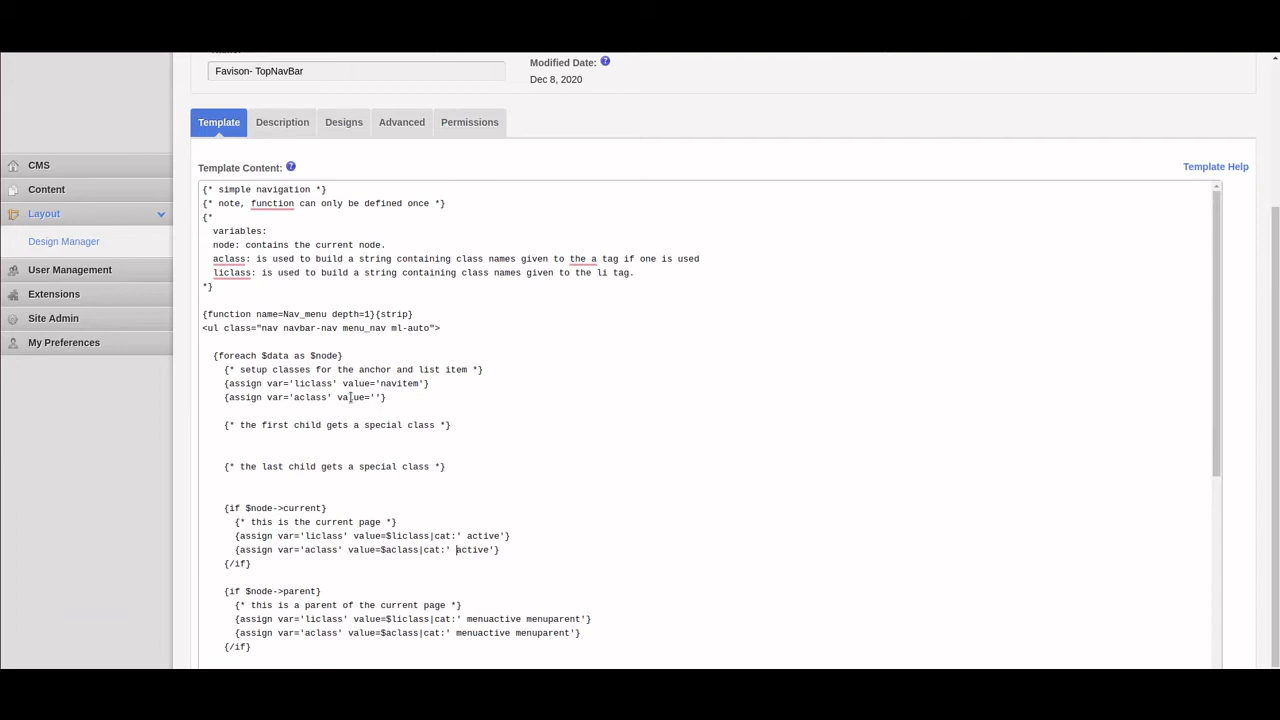 Favison- TopNavBar
Modified Date:
Dec 8, 2020
Template
Description
Designs
Advanced
Permissions
CMS
Content
Layout
Design Manager
User Management
Extensions
Site Admin
My Preferences
Template Content:
Template Help
{* simple navigation *}
{* note, function can only be defined once *}
{*
variables:
node: contains the current node.
aclass: is used to build a string containing class names given to the a tag if one is used
liclass: is used to build a string containing class names given to the li tag.
*}
{function name=Nav_menu depth=1}{strip}
<ul class="nav navbar-nav menu_nav ml-auto">
{foreach $data as $node}
{* setup classes for the anchor and list item *}
{assign var='liclass' value='navitem'}
{assign var='aclass' value=''}
{* the first child gets a special class *}
{* the last child gets a special class *}
{if $node->current}
{* this is the current page *}
{assign var='liclass' value=$liclass|cat:' active'}
{assign var='aclass' value=$aclass|cat:' active'}
{/if}
{if $node->parent}
{* this is a parent of the current page *}
{assign var='liclass' value=$liclass|cat:' menuactive menuparent'}
{assign var='aclass' value=$aclass|cat:' menuactive menuparent'}
{/if}